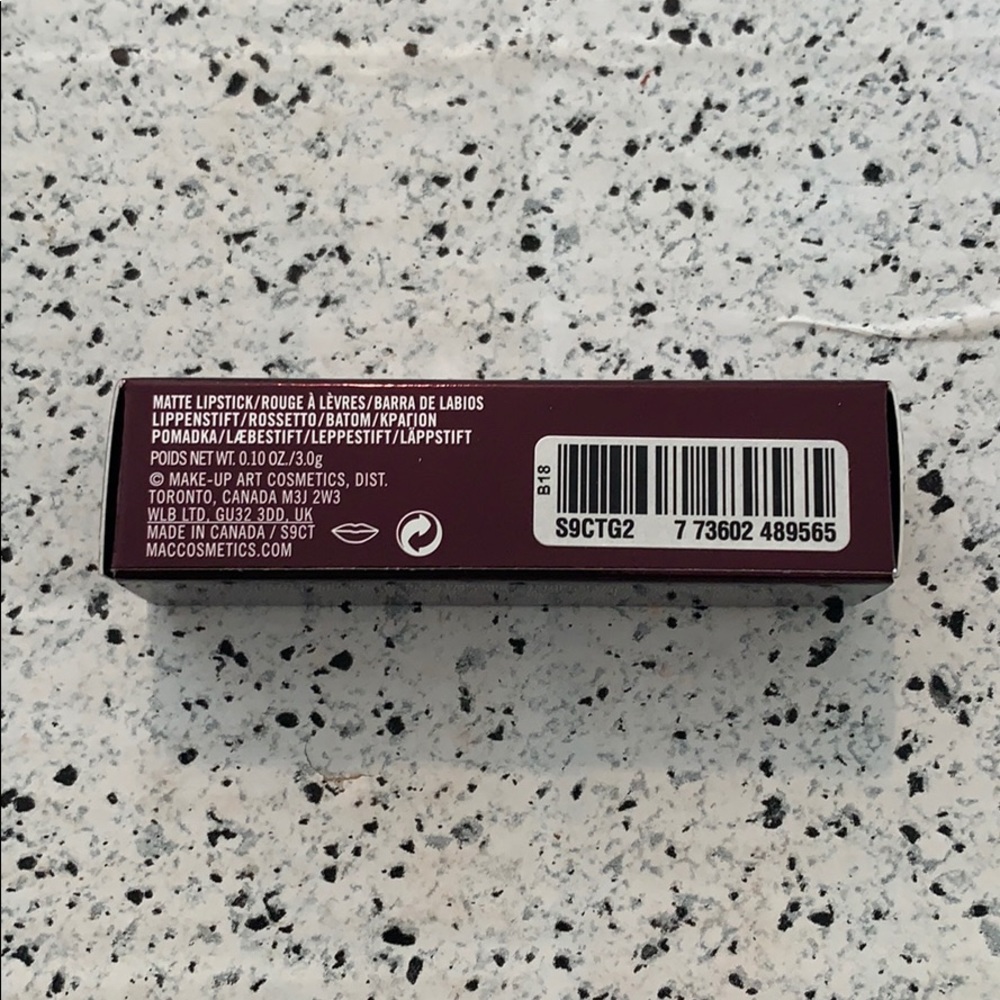 MATTE LIPSTICK/ROUGE À LÈVRES/BARRA DE LABIOS
LIPPENSTIFT/ROSSETTO/BATOM/ΚΡΑΓΙΟΝ
POMADKA/LÆBESTIFT/LEPPESTIFT/LÄPPSTIFT
POIDS NET WT. 0.10 OZ./3.0g
© MAKE-UP ART COSMETICS, DIST.
TORONTO, CANADA M3J 2W3
WLB LTD, GU32 3DD, UK
MADE IN CANADA / S9CT
MACCOSMETICS.COM
B18
S9CTG2 7 73602 489565